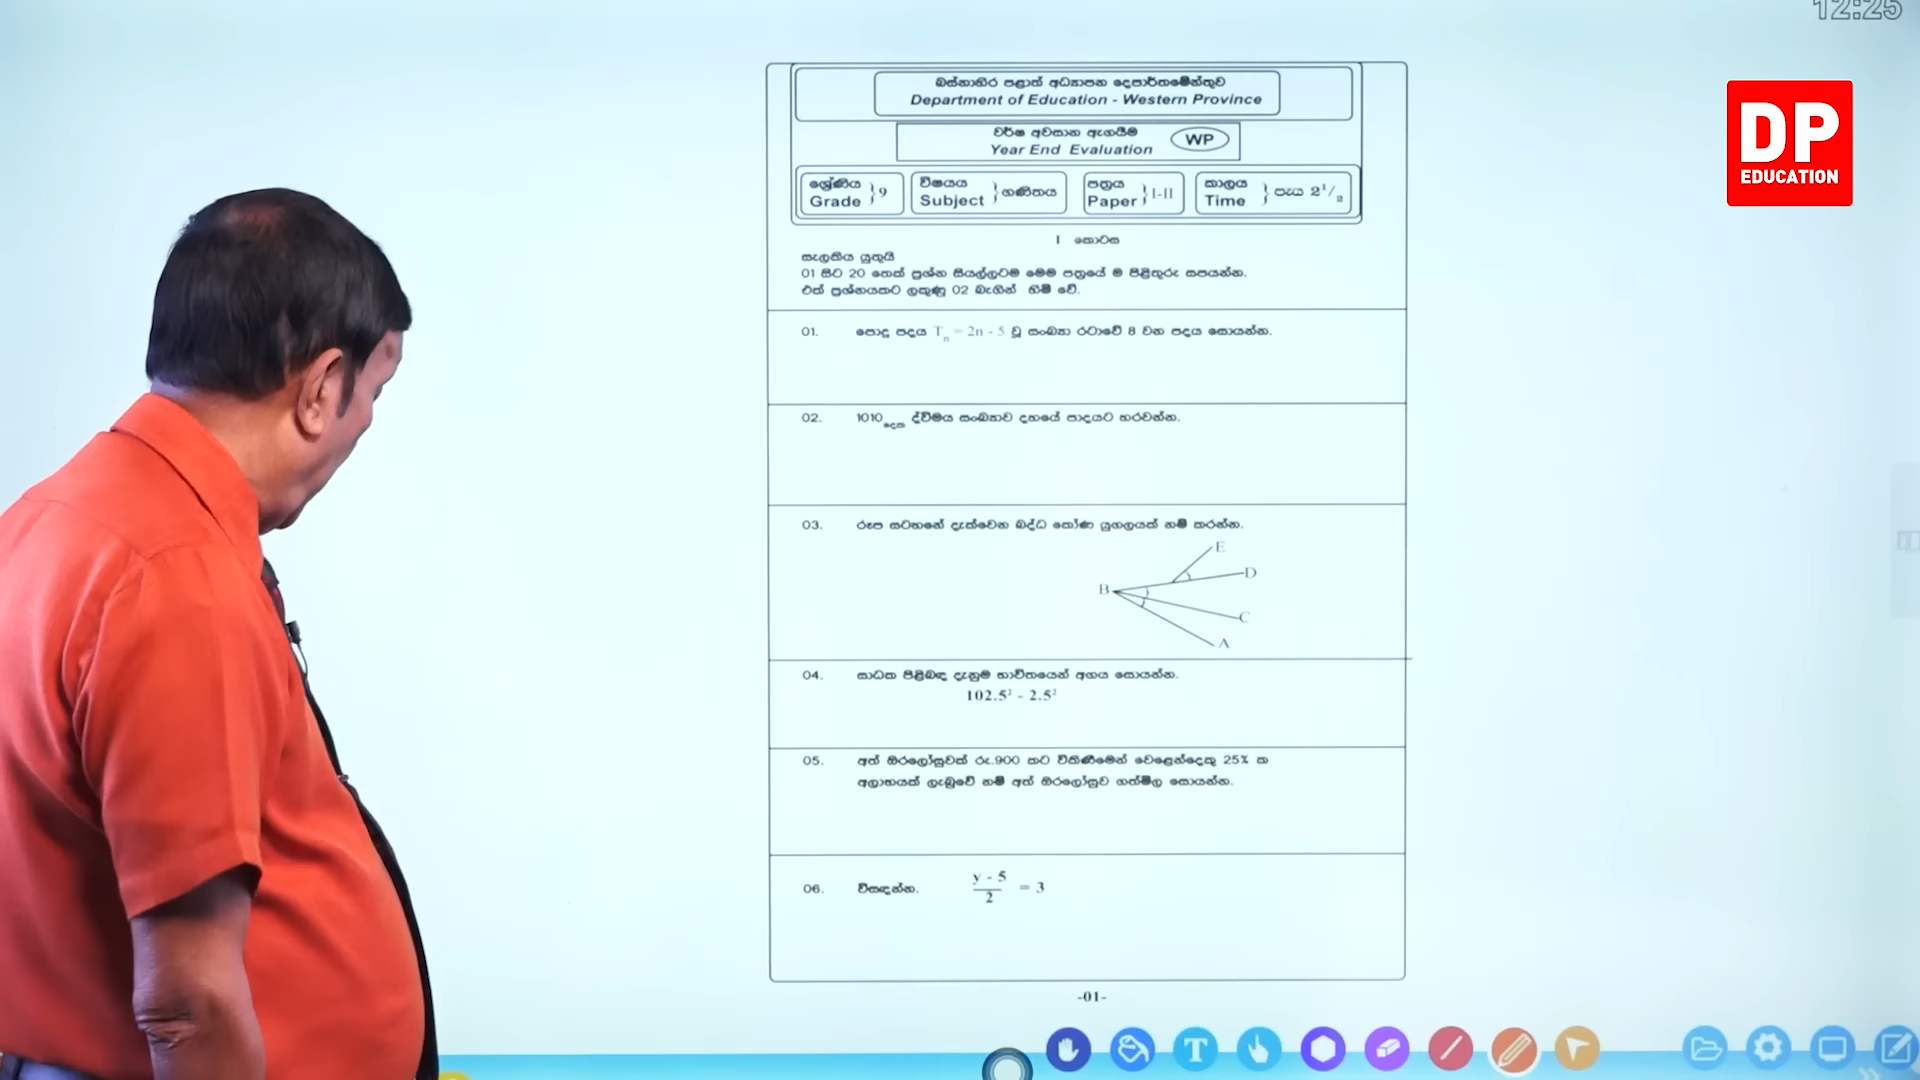 12:25
DP
EDUCATION
බස්නාහිර පළාත් අධ්‍යාපන දෙපාර්තමේන්තුව
Department of Education - Western Province
වර්ෂ අවසාන ඇගයීම
Year End Evaluation
WP
ශ්‍රේණිය
Grade } 9
විෂයය
Subject } ගණිතය
පත්‍රය
Paper } I-II
කාලය
Time } පැය 2 1/2
I කොටස
සැලකිය යුතුයි
01 සිට 20 තෙක් ප්‍රශ්න සියල්ලටම මෙම පත්‍රයේ ම පිළිතුරු සපයන්න.
එක් ප්‍රශ්නයකට ලකුණු 02 බැගින් හිමි වේ.
01. පොදු පදය Tn = 2n - 5 වූ සංඛ්‍යා රටාවේ 8 වන පදය සොයන්න.
02. 1010දෙක ද්විමය සංඛ්‍යාව දහයේ පාදයට හරවන්න.
03. රූප සටහනේ දැක්වෙන බද්ධ කෝණ යුගලයක් නම් කරන්න.
E
D
B
C
A
04. සාධක පිළිබඳ දැනුම භාවිතයෙන් අගය සොයන්න.
102.5² - 2.5²
05. අත් ඔරලෝසුවක් රු.900 කට විකිණීමෙන් වෙළෙන්දෙකු 25% ක
අලාභයක් ලැබුවේ නම් අත් ඔරලෝසුව ගත්මිල සොයන්න.
06. විසඳන්න. y - 5 / 2 = 3
-01-